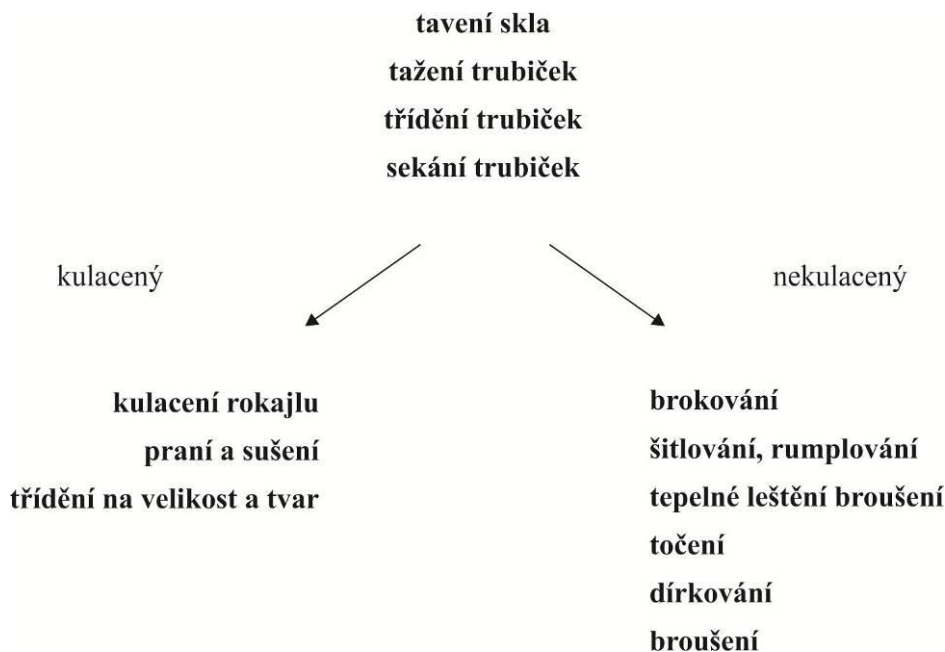 tavení skla
tažení trubiček
třídění trubiček
sekání trubiček
kulacený
nekulacený
kulacení rokajlu
praní a sušení
třídění na velikost a tvar
brokování
šitlování, rumplování
tepelné leštění broušení
točení
dírkování
broušení